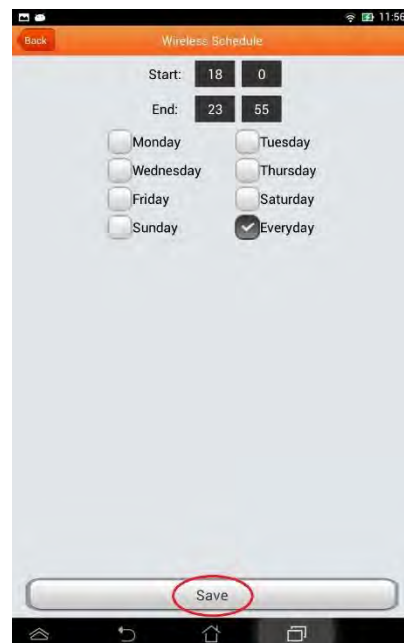 11:56
Back Wireless Schedule
Start: 18 0
End: 23 55
Monday Tuesday
Wednesday Thursday
Friday Saturday
Sunday Everyday
Save